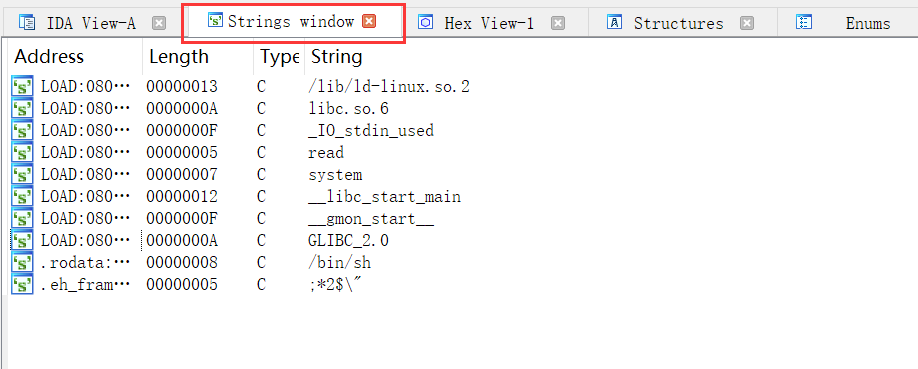 IDA View-A Strings window Hex View-1 Structures Enums
Address Length Type String
LOAD:080… 00000013 C /lib/ld-linux.so.2
LOAD:080… 0000000A C libc.so.6
LOAD:080… 0000000F C _IO_stdin_used
LOAD:080… 00000005 C read
LOAD:080… 00000007 C system
LOAD:080… 00000012 C __libc_start_main
LOAD:080… 0000000F C __gmon_start__
LOAD:080… 0000000A C GLIBC_2.0
.rodata:… 00000008 C /bin/sh
.eh_fram… 00000005 C ;*2$\"